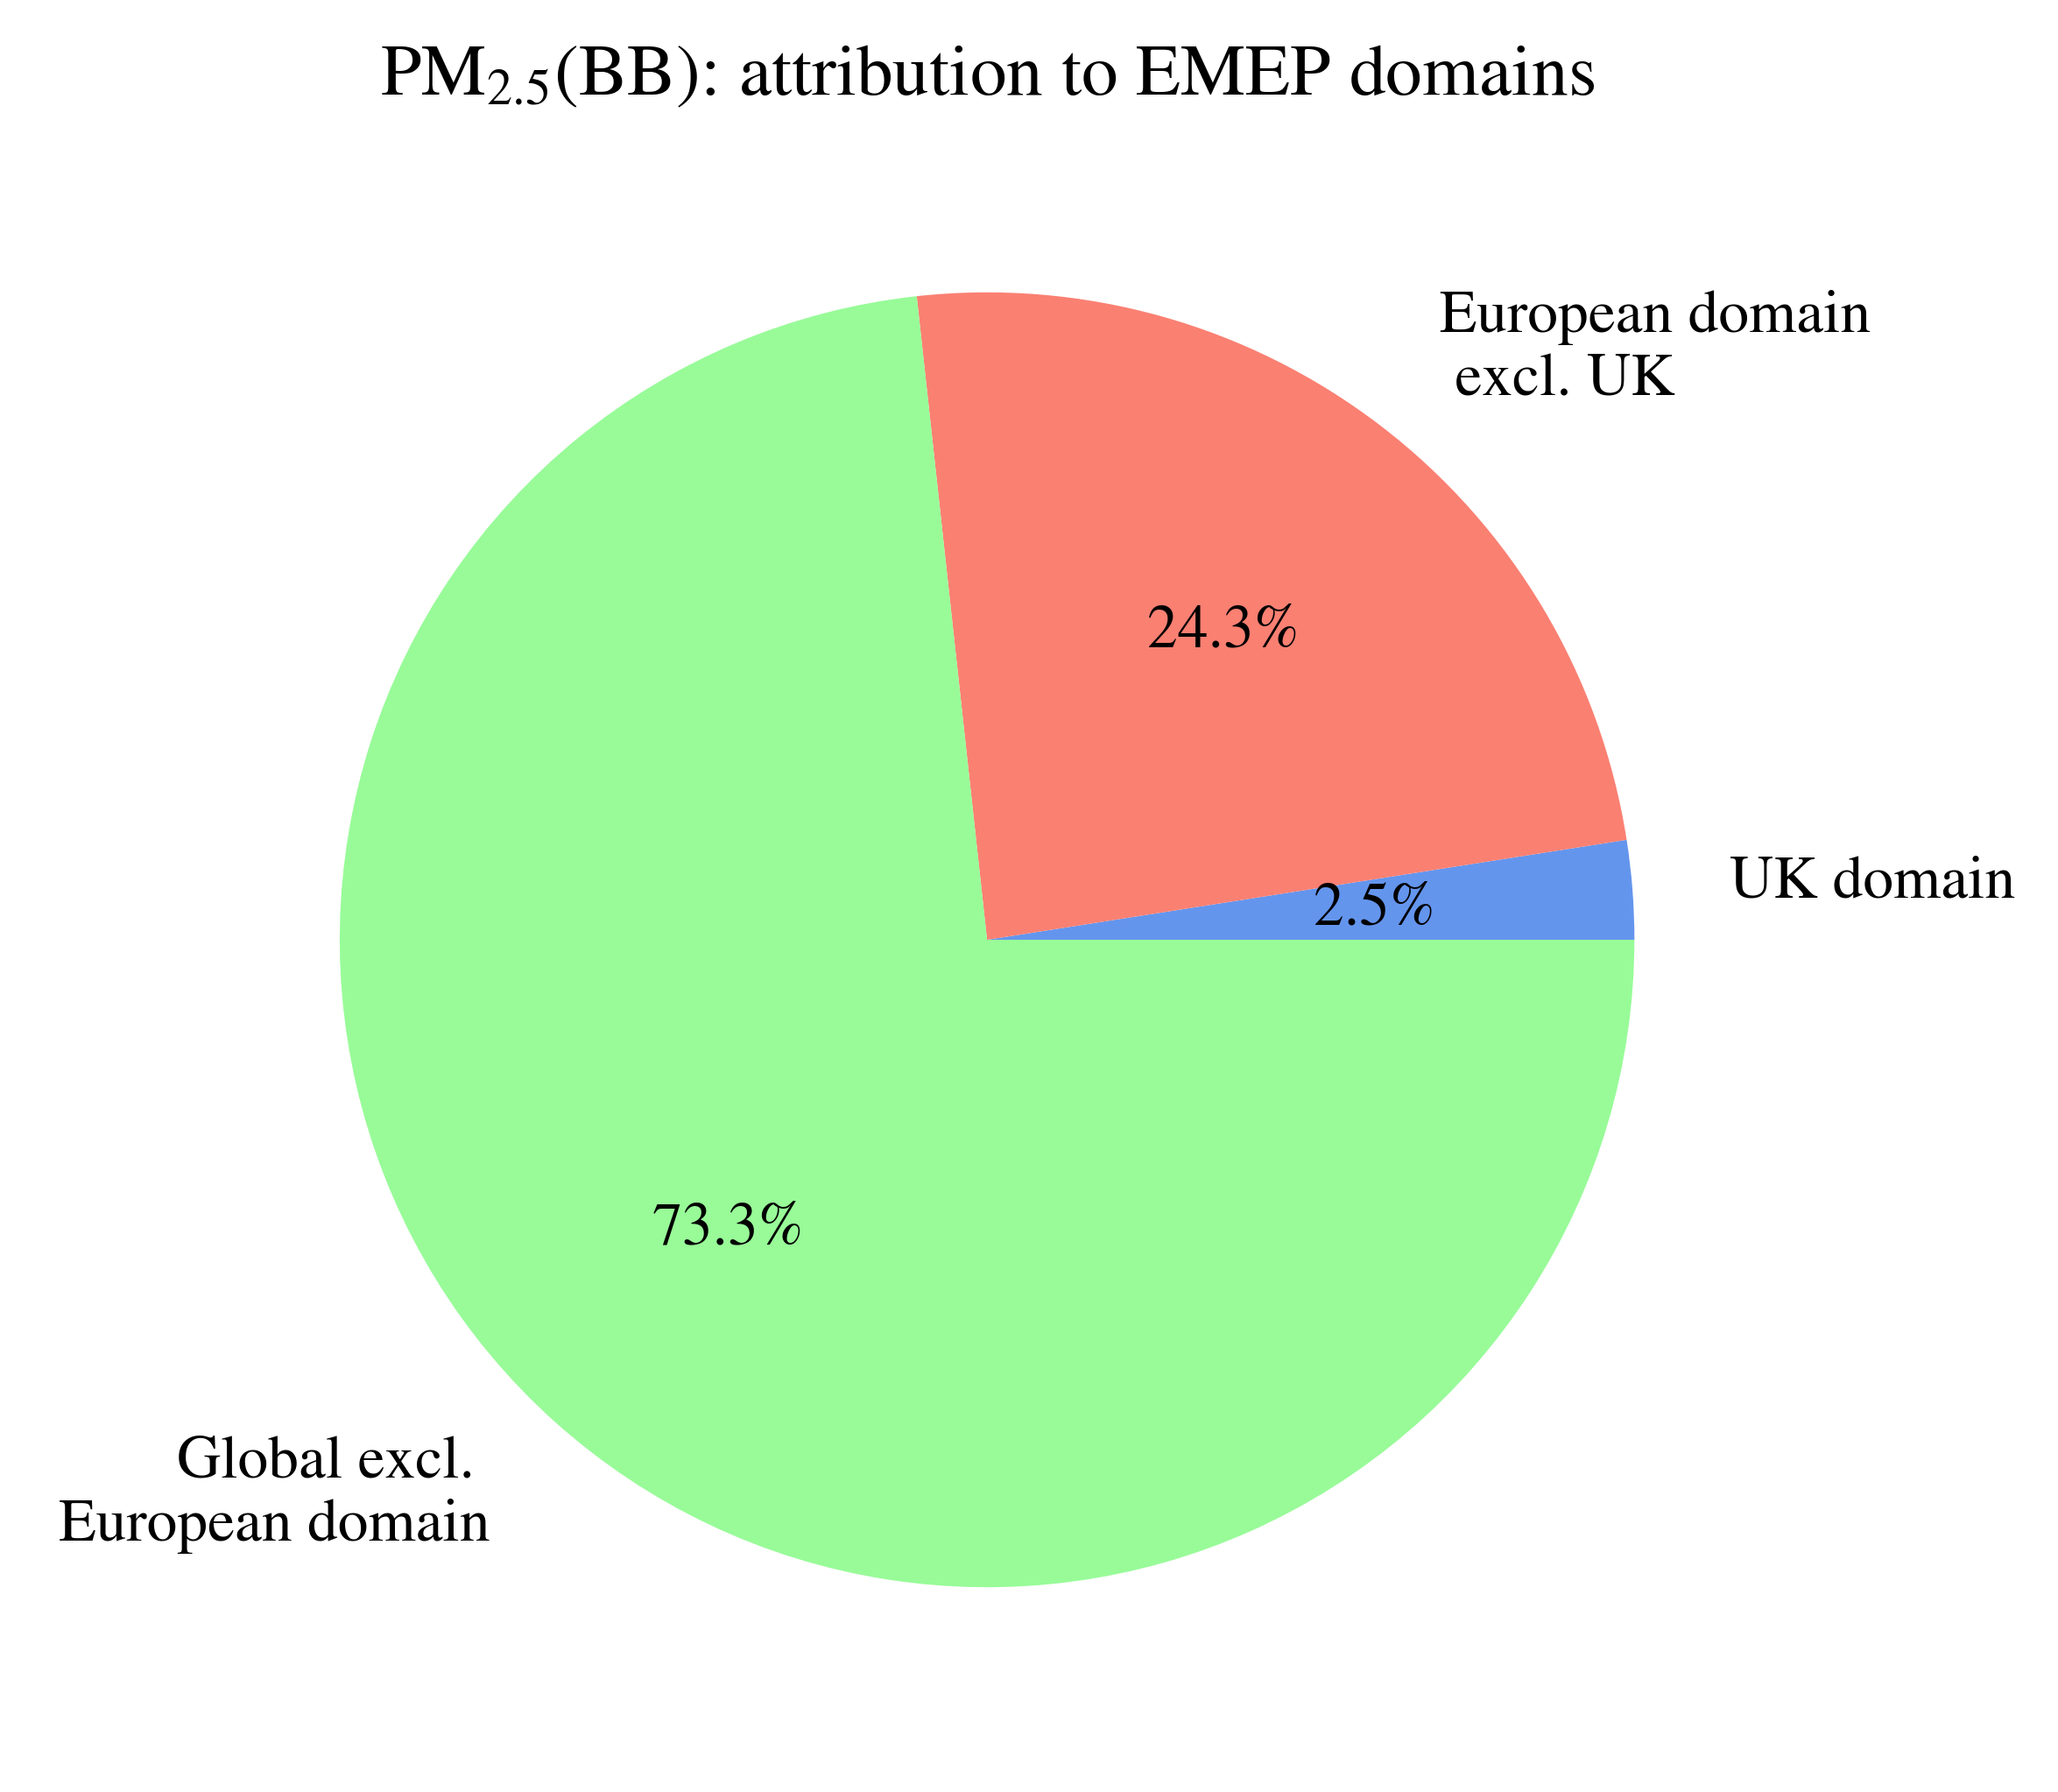 PM2.5(BB): attribution to EMEP domains
European domain
excl. UK
24.3%
UK domain
2.5%
73.3%
Global excl.
European domain